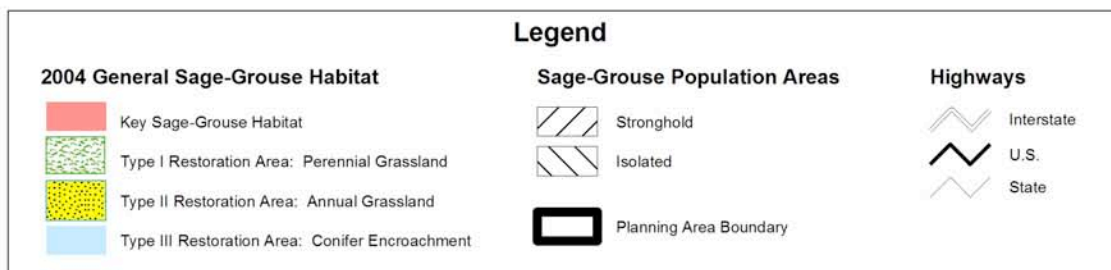 Legend
2004 General Sage-Grouse Habitat
Key Sage-Grouse Habitat
Type I Restoration Area: Perennial Grassland
Type II Restoration Area: Annual Grassland
Type III Restoration Area: Conifer Encroachment
Sage-Grouse Population Areas
Stronghold
Isolated
Planning Area Boundary
Highways
Interstate
U.S.
State